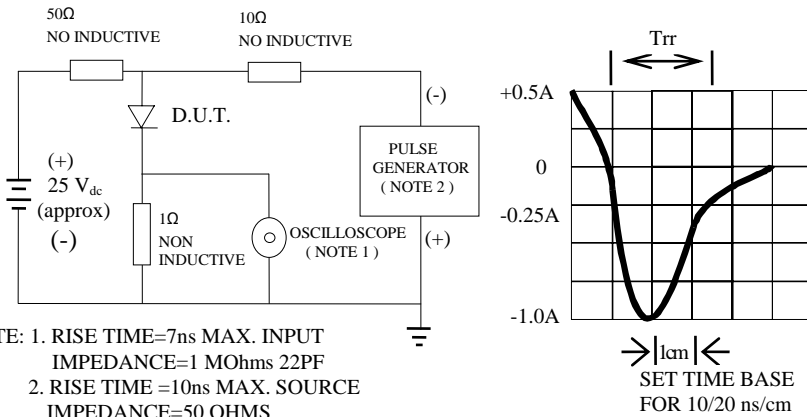 50Ω
NO INDUCTIVE
10Ω
NO INDUCTIVE
D.U.T.
(+)
25 Vdc
(approx)
(-)
1Ω
NON
INDUCTIVE
OSCILLOSCOPE
( NOTE 1 )
(-)
PULSE
GENERATOR
( NOTE 2 )
(+)
TE: 1. RISE TIME=7ns MAX. INPUT
IMPEDANCE=1 MOhms 22PF
2. RISE TIME =10ns MAX. SOURCE
IMPEDANCE=50 OHMS
Trr
+0.5A
0
-0.25A
-1.0A
1cm
SET TIME BASE
FOR 10/20 ns/cm